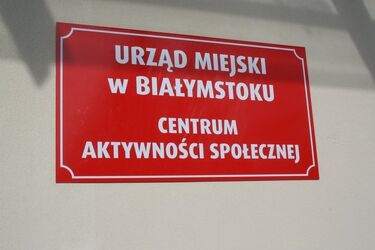 URZĄD MIEJSKI
w BIAŁYMSTOKU
CENTRUM
AKTYWNOŚCI SPOŁECZNEJ